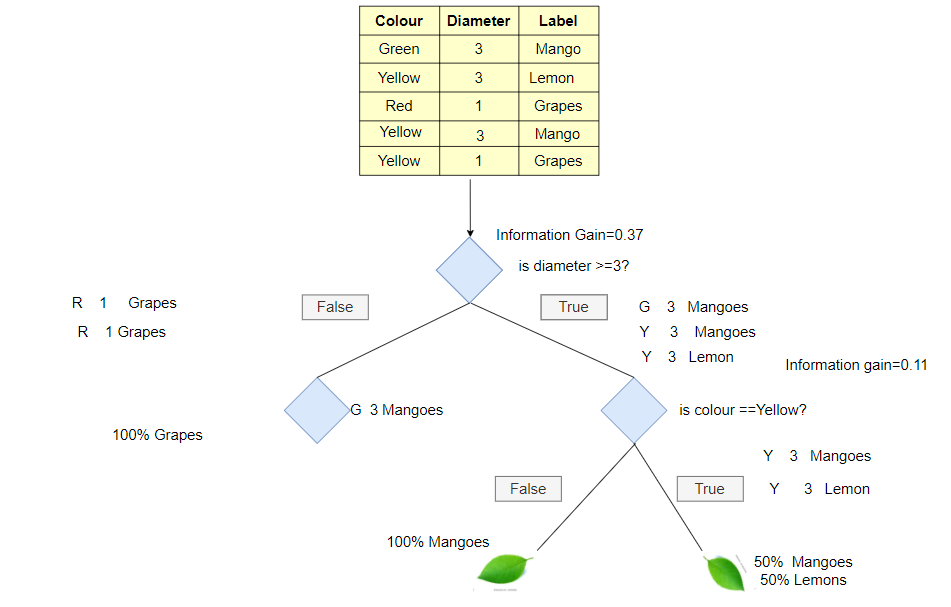 Colour Diameter Label
Green 3 Mango
Yellow 3 Lemon
Red 1 Grapes
Yellow 3 Mango
Yellow 1 Grapes
Information Gain=0.37
is diameter >=3?
R 1 Grapes
R 1 Grapes
False
True
G 3 Mangoes
Y 3 Mangoes
Y 3 Lemon
Information gain=0.11
G 3 Mangoes
is colour ==Yellow?
100% Grapes
Y 3 Mangoes
Y 3 Lemon
False
True
100% Mangoes
50% Mangoes
50% Lemons